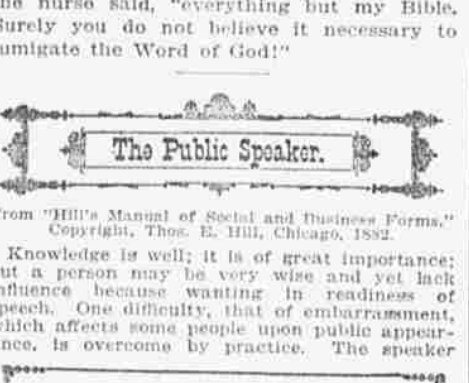 he nurse said, "everything but my Bible.
Surely you do not believe it necessary to
fumigate the Word of God!"
The Public Speaker.
From "Hill's Manual of Social and Business Forms."
Copyright, Thos. E. Hill, Chicago, 1882.
Knowledge is well; it is of great importance;
but a person may be very wise and yet lack
influence because wanting in readiness of
speech. One difficulty, that of embarrassment,
which affects some people upon public appear-
ance, is overcome by practice. The speaker